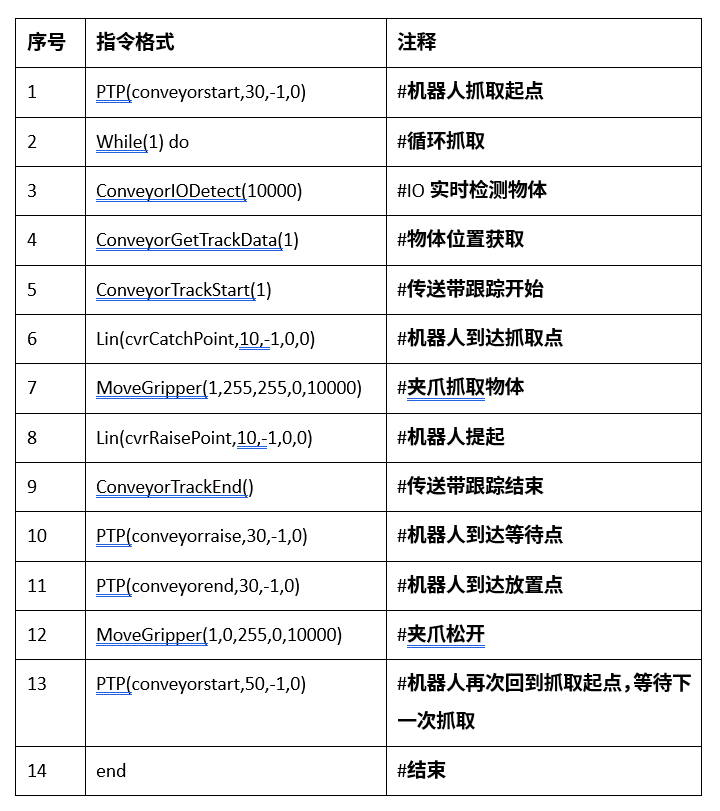 序号 指令格式 注释
1 PTP(conveyorstart,30,-1,0) #机器人抓取起点
2 While(1) do #循环抓取
3 ConveyorIODetect(10000) #IO 实时检测物体
4 ConveyorGetTrackData(1) #物体位置获取
5 ConveyorTrackStart(1) #传送带跟踪开始
6 Lin(cvrCatchPoint,10,-1,0,0) #机器人到达抓取点
7 MoveGripper(1,255,255,0,10000) #夹爪抓取物体
8 Lin(cvrRaisePoint,10,-1,0,0) #机器人提起
9 ConveyorTrackEnd() #传送带跟踪结束
10 PTP(conveyorraise,30,-1,0) #机器人到达等待点
11 PTP(conveyorend,30,-1,0) #机器人到达放置点
12 MoveGripper(1,0,255,0,10000) #夹爪松开
13 PTP(conveyorstart,50,-1,0) #机器人再次回到抓取起点，等待下
一次抓取
14 end #结束